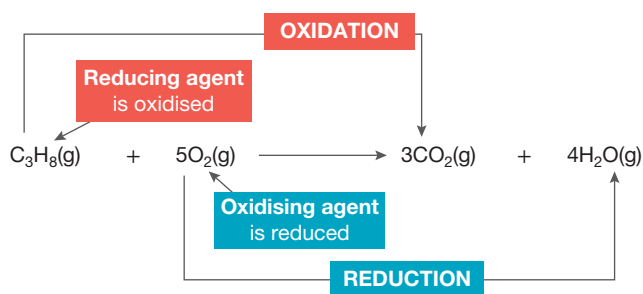 OXIDATION
Reducing agent
is oxidised
C₃H₈(g) + 5O₂(g) 3CO₂(g) + 4H₂O(g)
Oxidising agent
is reduced
REDUCTION